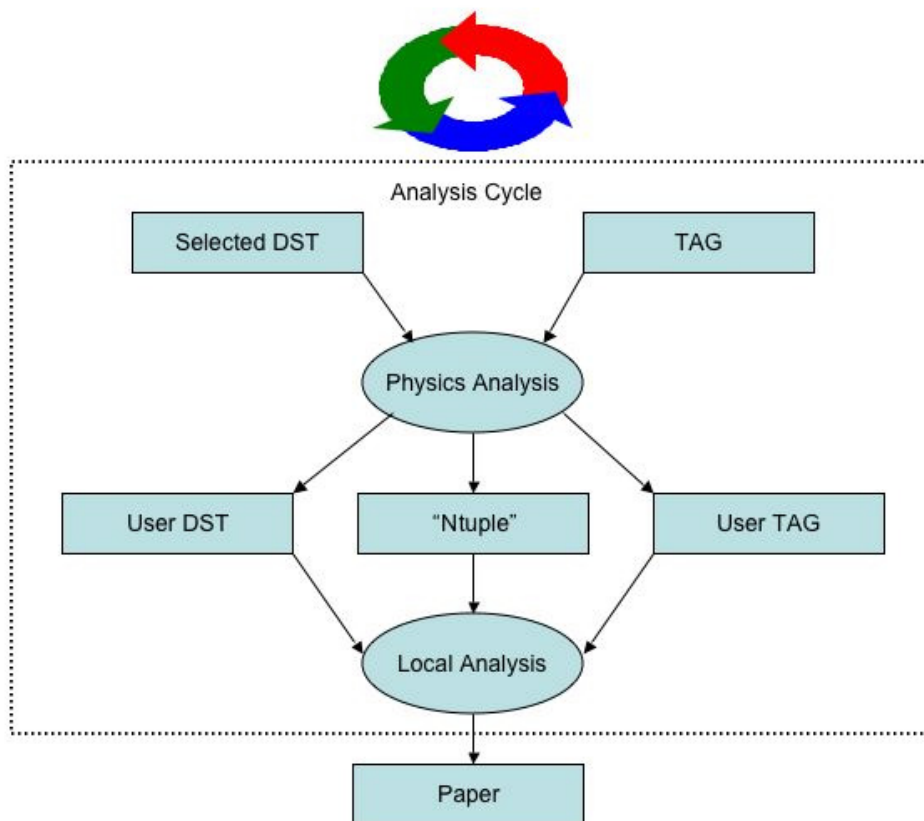 Analysis Cycle
Selected DST
TAG
Physics Analysis
User DST
“Ntuple”
User TAG
Local Analysis
Paper